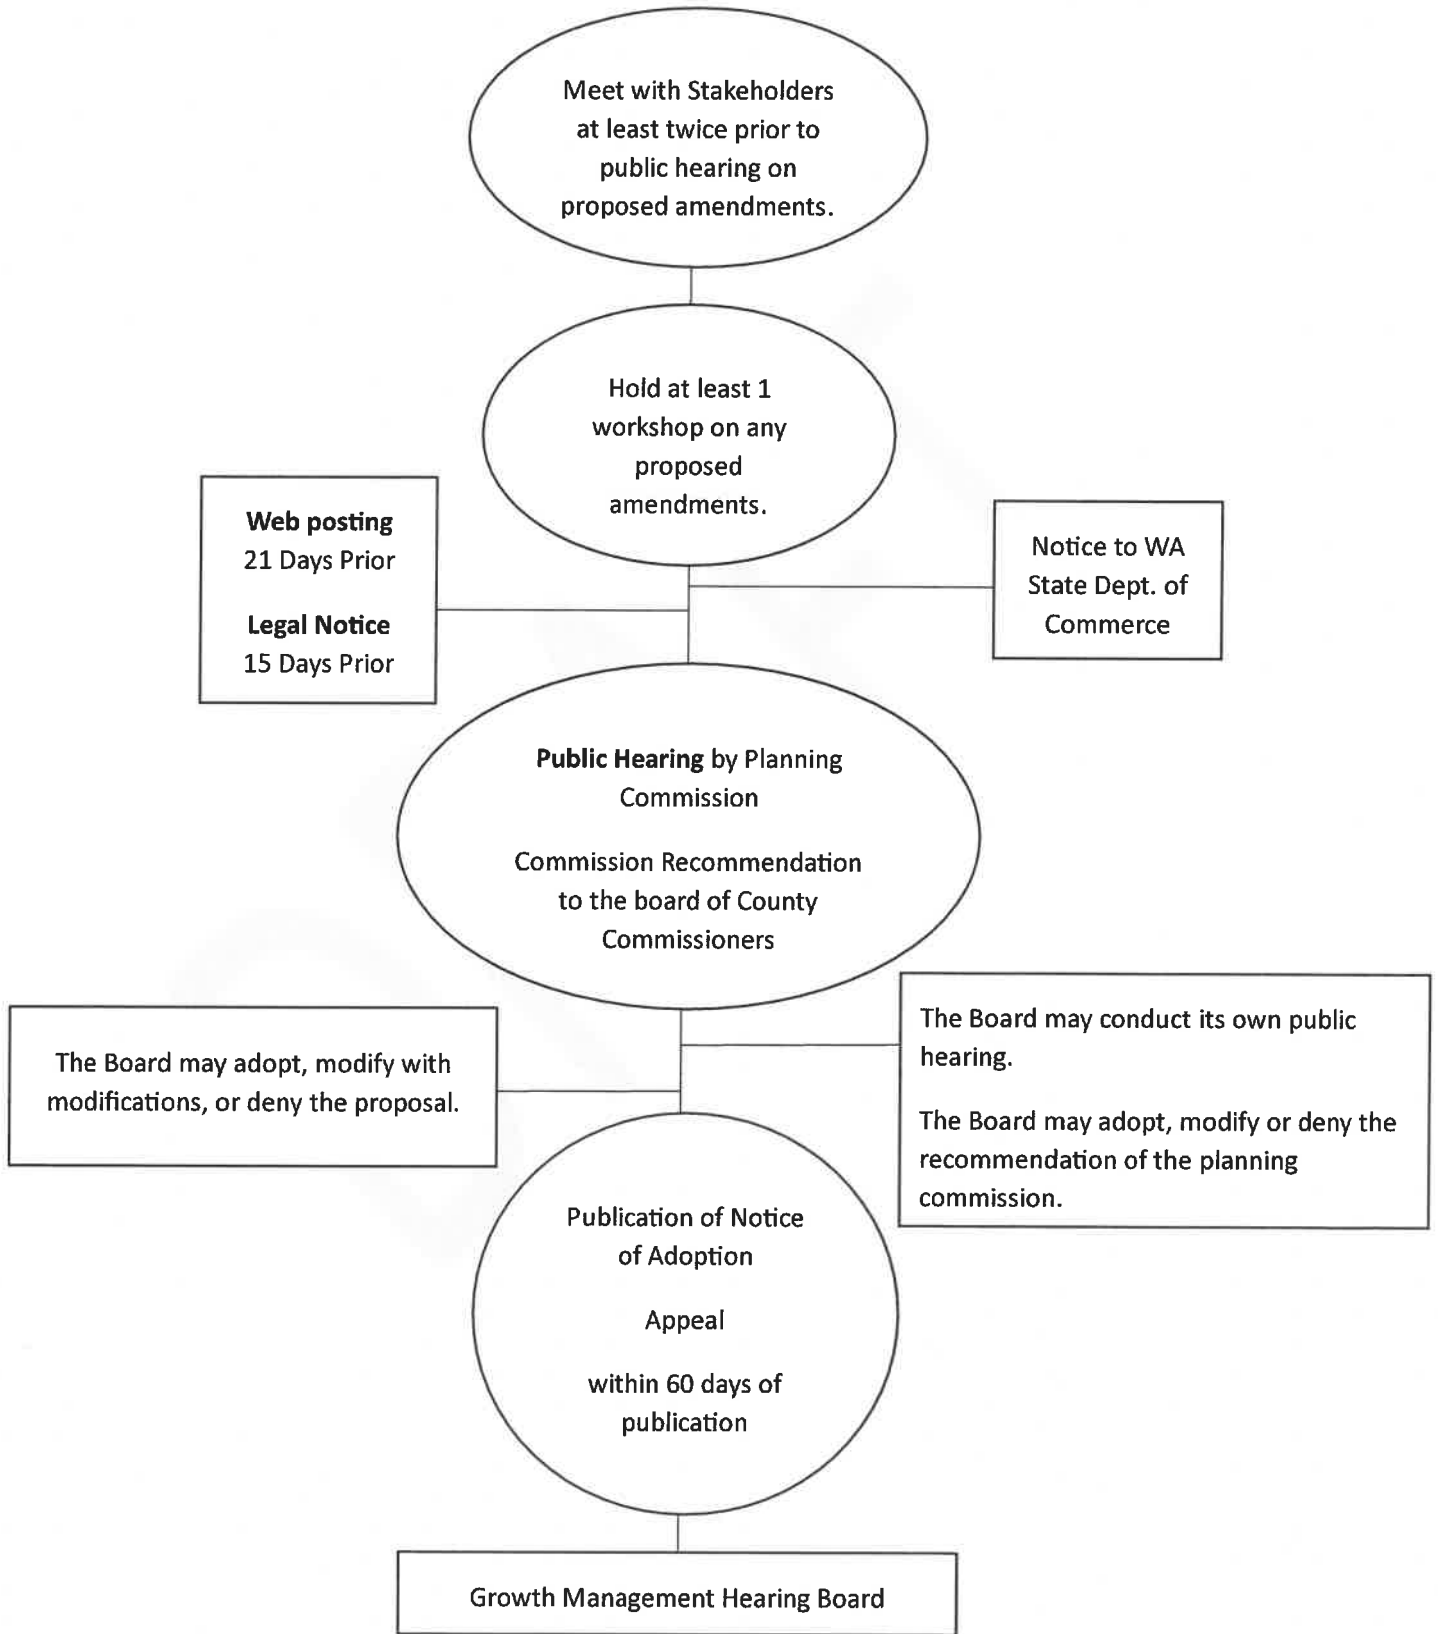 Meet with Stakeholders
at least twice prior to
public hearing on
proposed amendments.
Hold at least 1
workshop on any
proposed
amendments.
Web posting
21 Days Prior
Legal Notice
15 Days Prior
Notice to WA
State Dept. of
Commerce
Public Hearing by Planning
Commission
Commission Recommendation
to the board of County
Commissioners
The Board may adopt, modify with
modifications, or deny the proposal.
The Board may conduct its own public
hearing.
The Board may adopt, modify or deny the
recommendation of the planning
commission.
Publication of Notice
of Adoption
Appeal
within 60 days of
publication
Growth Management Hearing Board